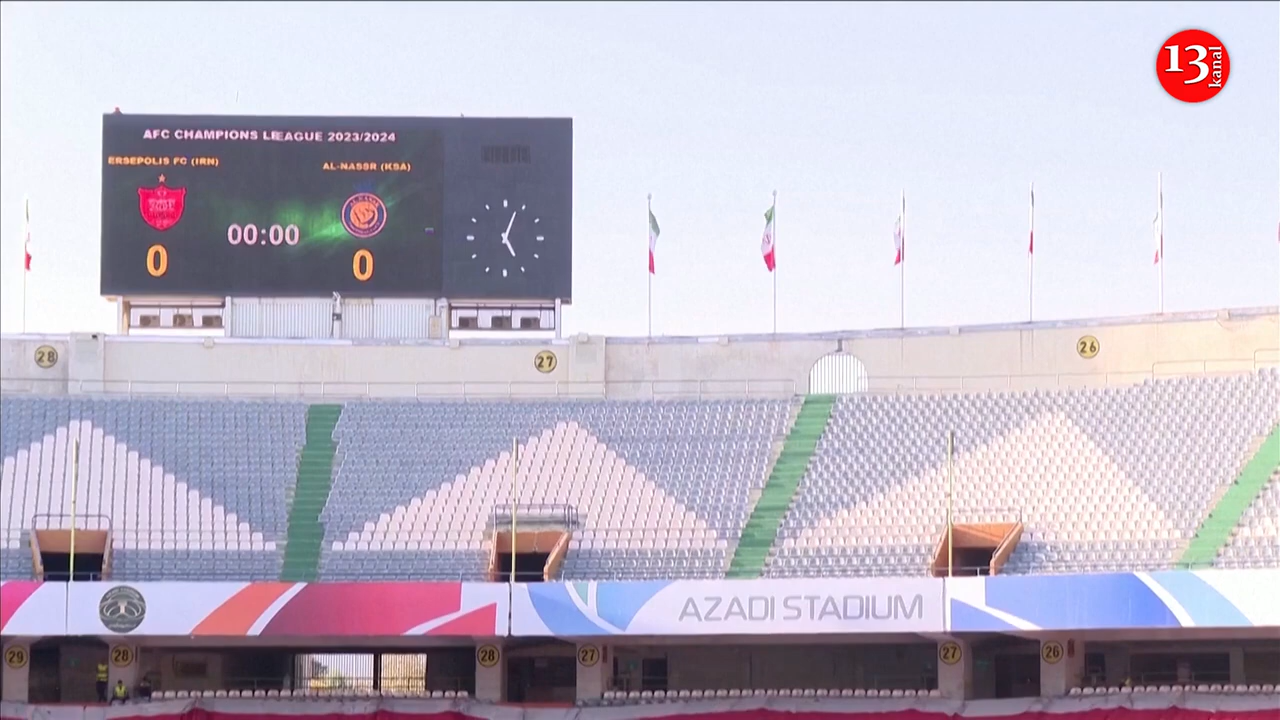 13
kanal
AFC CHAMPIONS LEAGUE 2023/2024
ERSEPOLIS FC (IRN)
AL-NASSR (KSA)
00:00
0
0
28
27
26
AZADI STADIUM
29
28
28
27
27
26